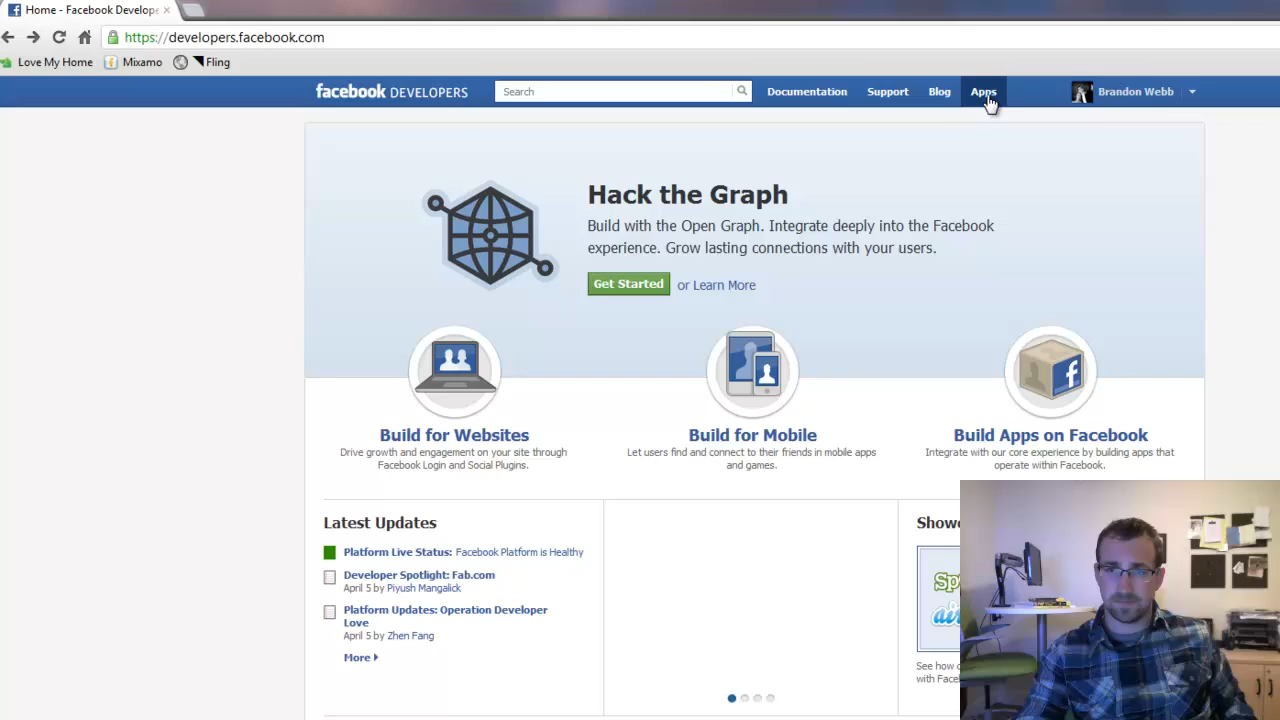 Home - Facebook Develope
https://developers.facebook.com
Love My Home
Mixamo
Fling
facebook DEVELOPERS
Search
Documentation
Support
Blog
Apps
Brandon Webb
Hack the Graph
Build with the Open Graph. Integrate deeply into the Facebook
experience. Grow lasting connections with your users.
Get Started or Learn More
Build for Websites
Drive growth and engagement on your site through
Facebook Login and Social Plugins.
Build for Mobile
Let users find and connect to their friends in mobile apps
and games.
Build Apps on Facebook
Integrate with our core experience by building apps that
operate within Facebook.
Latest Updates
Platform Live Status: Facebook Platform is Healthy
Developer Spotlight: Fab.com
April 5 by Piyush Mangalick
Platform Updates: Operation Developer
Love
April 5 by Zhen Fang
More
Showc
Sp
air
See how c
with Face